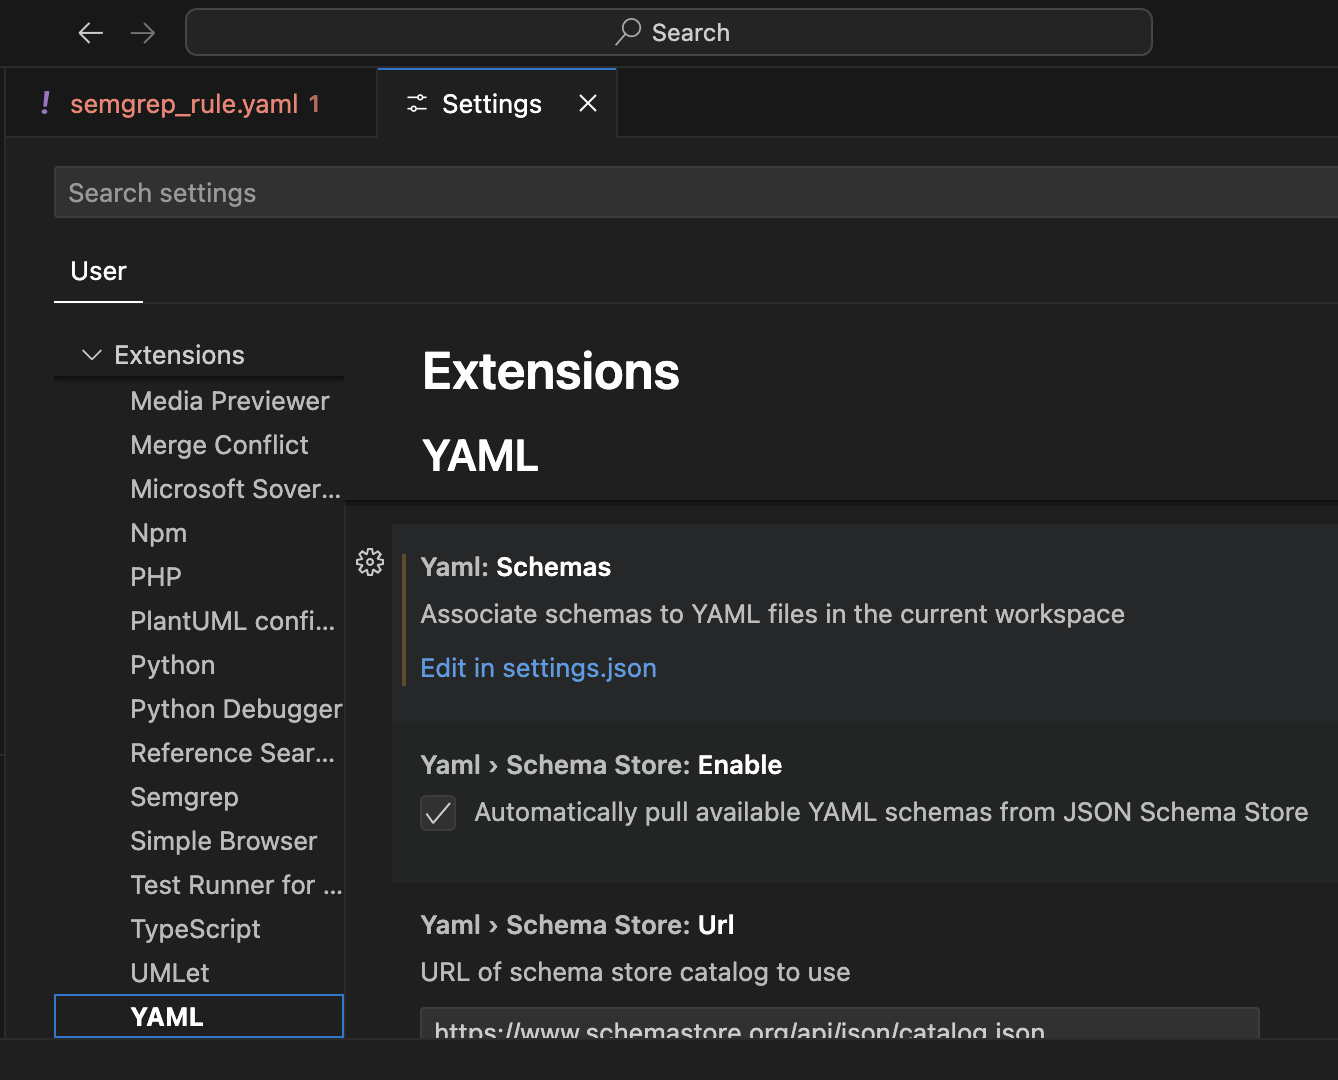 Search
semgrep_rule.yaml 1
Settings
Search settings
User
Extensions
Media Previewer
Merge Conflict
Microsoft Sover...
Npm
PHP
PlantUML confi...
Python
Python Debugger
Reference Sear...
Semgrep
Simple Browser
Test Runner for ...
TypeScript
UMLet
YAML
Extensions
YAML
Yaml: Schemas
Associate schemas to YAML files in the current workspace
Edit in settings.json
Yaml › Schema Store: Enable
Automatically pull available YAML schemas from JSON Schema Store
Yaml › Schema Store: Url
URL of schema store catalog to use
https://www.schemastore.org/api/json/catalog.json